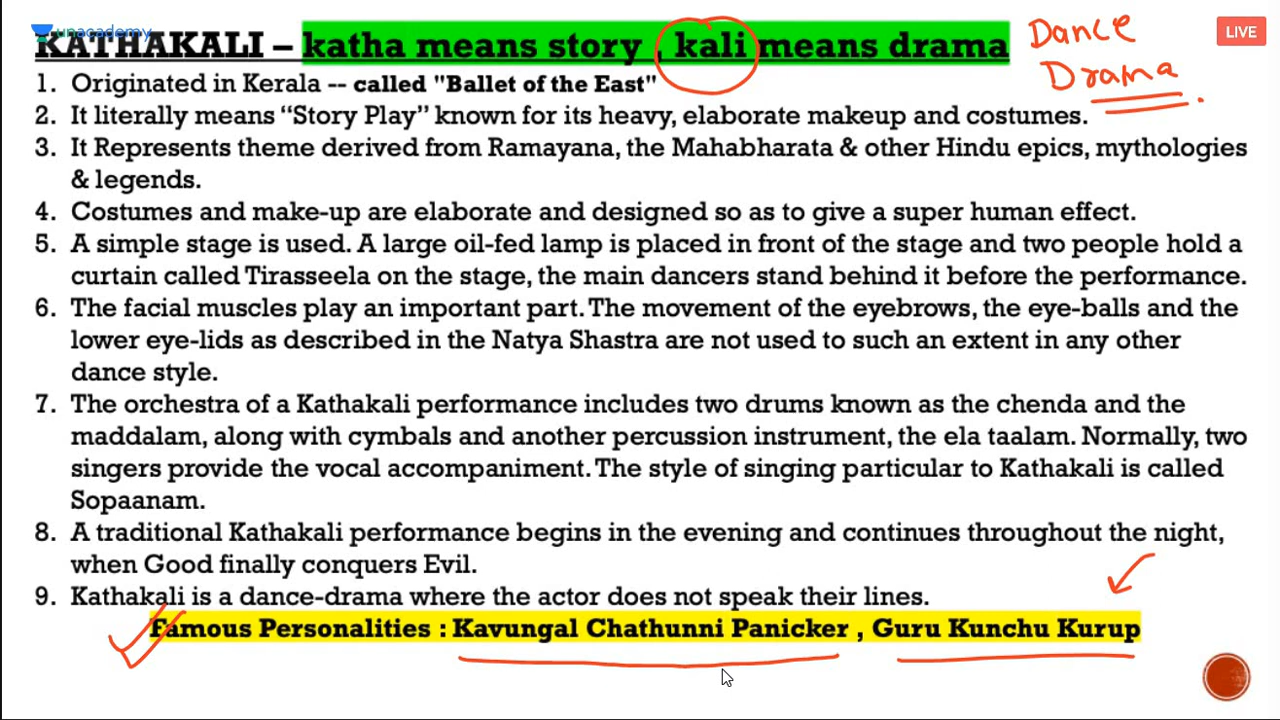 unacademy
KATHAKALI – katha means story , kali means drama
Dance
Drama
LIVE
1. Originated in Kerala -- called "Ballet of the East"
2. It literally means “Story Play” known for its heavy, elaborate makeup and costumes.
3. It Represents theme derived from Ramayana, the Mahabharata & other Hindu epics, mythologies
& legends.
4. Costumes and make-up are elaborate and designed so as to give a super human effect.
5. A simple stage is used. A large oil-fed lamp is placed in front of the stage and two people hold a
curtain called Tirasseela on the stage, the main dancers stand behind it before the performance.
6. The facial muscles play an important part. The movement of the eyebrows, the eye-balls and the
lower eye-lids as described in the Natya Shastra are not used to such an extent in any other
dance style.
7. The orchestra of a Kathakali performance includes two drums known as the chenda and the
maddalam, along with cymbals and another percussion instrument, the ela taalam. Normally, two
singers provide the vocal accompaniment. The style of singing particular to Kathakali is called
Sopaanam.
8. A traditional Kathakali performance begins in the evening and continues throughout the night,
when Good finally conquers Evil.
9. Kathakali is a dance-drama where the actor does not speak their lines.
Famous Personalities : Kavungal Chathunni Panicker , Guru Kunchu Kurup